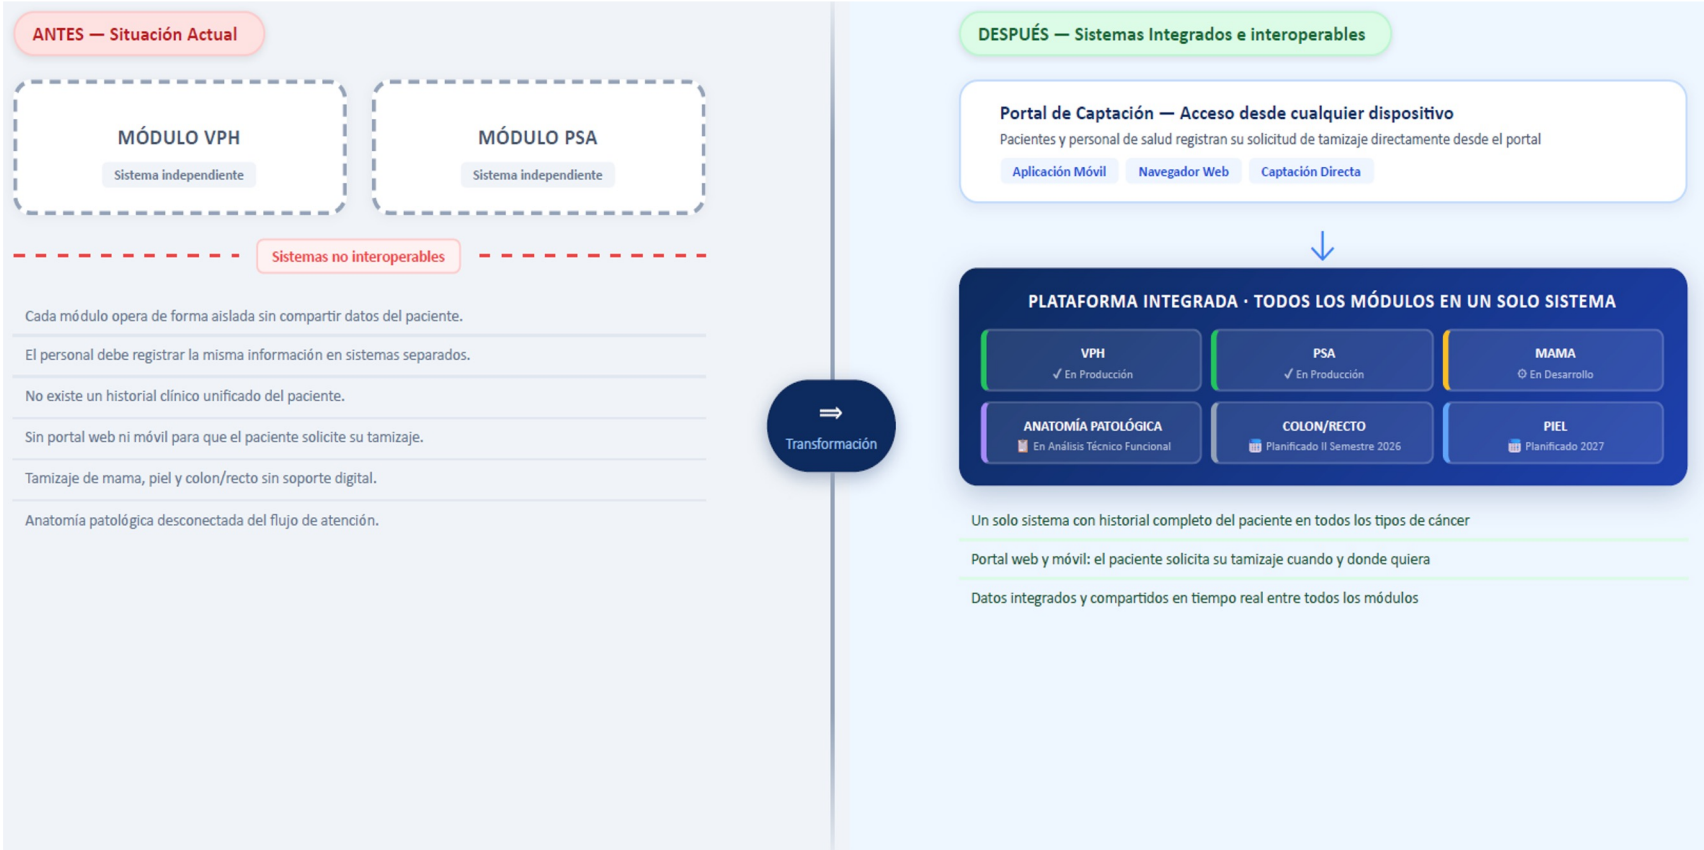 ANTES — Situación Actual
MÓDULO VPH
Sistema independiente
MÓDULO PSA
Sistema independiente
Sistemas no interoperables
Cada módulo opera de forma aislada sin compartir datos del paciente.
El personal debe registrar la misma información en sistemas separados.
No existe un historial clínico unificado del paciente.
Sin portal web ni móvil para que el paciente solicite su tamizaje.
Tamizaje de mama, piel y colon/recto sin soporte digital.
Anatomía patológica desconectada del flujo de atención.
⟹
Transformación
DESPUÉS — Sistemas Integrados e interoperables
Portal de Captación — Acceso desde cualquier dispositivo
Pacientes y personal de salud registran su solicitud de tamizaje directamente desde el portal
Aplicación Móvil
Navegador Web
Captación Directa
PLATAFORMA INTEGRADA · TODOS LOS MÓDULOS EN UN SOLO SISTEMA
VPH
✓ En Producción
PSA
✓ En Producción
MAMA
⚙ En Desarrollo
ANATOMÍA PATOLÓGICA
📋 En Análisis Técnico Funcional
COLON/RECTO
📅 Planificado II Semestre 2026
PIEL
📅 Planificado 2027
Un solo sistema con historial completo del paciente en todos los tipos de cáncer
Portal web y móvil: el paciente solicita su tamizaje cuando y donde quiera
Datos integrados y compartidos en tiempo real entre todos los módulos